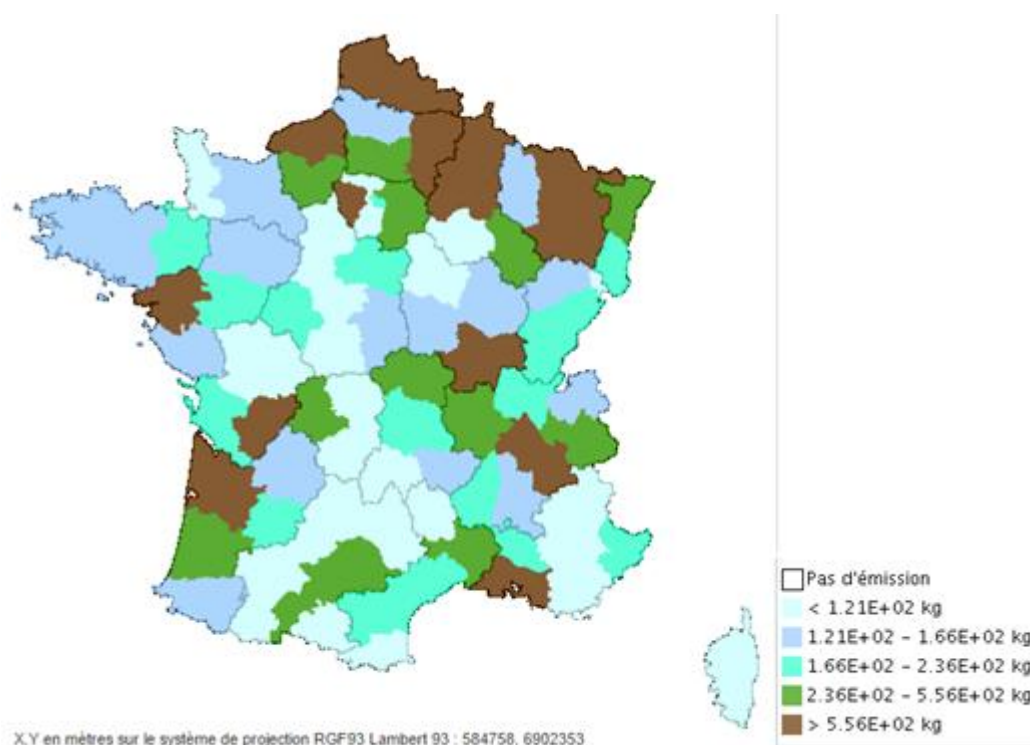 Pas d'émission
< 1.21E+02 kg
1.21E+02 - 1.66E+02 kg
1.66E+02 - 2.36E+02 kg
2.36E+02 - 5.56E+02 kg
> 5.56E+02 kg
X,Y en mètres sur le système de projection RGF93 Lambert 93 : 584758, 6902353